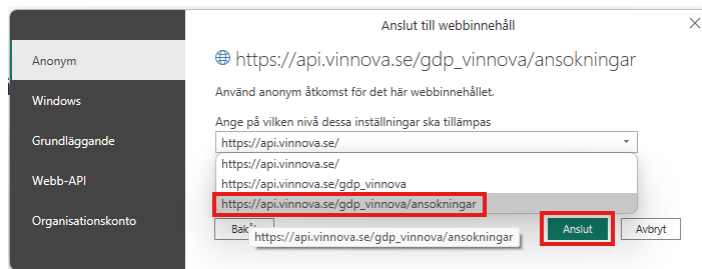 Anslut till webbinnehåll
Anonym
Windows
Grundläggande
Webb-API
Organisationskonto
https://api.vinnova.se/gdp_vinnova/ansokningar
Använd anonym åtkomst för det här webbinnehållet.
Ange på vilken nivå dessa inställningar ska tillämpas
https://api.vinnova.se/
https://api.vinnova.se/
https://api.vinnova.se/gdp_vinnova
https://api.vinnova.se/gdp_vinnova/ansokningar
https://api.vinnova.se/gdp_vinnova/ansokningar
Anslut
Avbryt